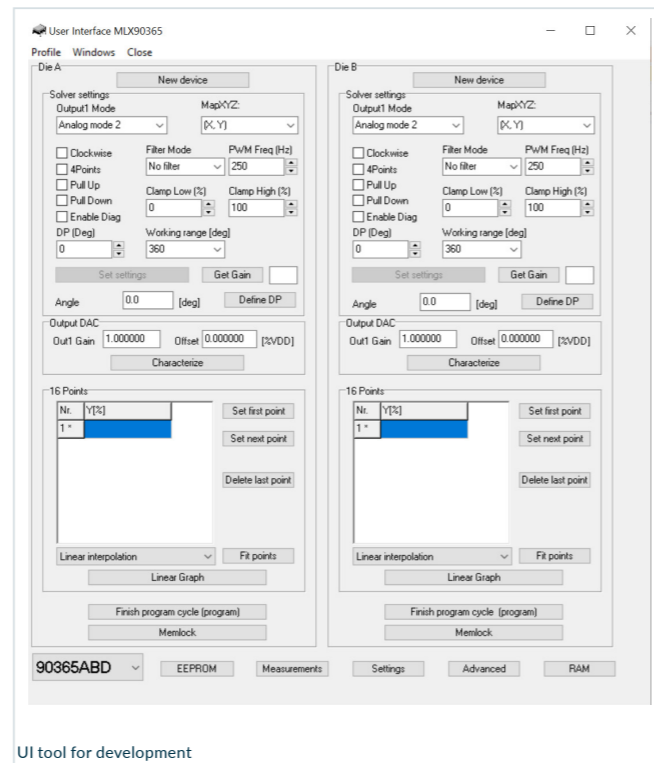 User Interface MLX90365
Profile Windows Close
Die A
New device
Solver settings
Output1 Mode MapXYZ:
Analog mode 2 (X, Y)
Clockwise Filter Mode PWM Freq (Hz)
4Points No filter 250
Pull Up
Pull Down Clamp Low (%) Clamp High (%)
Enable Diag 0 100
DP (Deg) Working range [deg]
0 360
Set settings Get Gain
Angle 0.0 [deg] Define DP
Output DAC
Out1 Gain 1.000000 Offset 0.000000 [%VDD]
Characterize
16 Points
Nr. Y[%] Set first point
1 *
Set next point
Delete last point
Linear interpolation Fit points
Linear Graph
Finish program cycle (program)
Memlock
Die B
New device
Solver settings
Output1 Mode MapXYZ:
Analog mode 2 (X, Y)
Clockwise Filter Mode PWM Freq (Hz)
4Points No filter 250
Pull Up
Pull Down Clamp Low (%) Clamp High (%)
Enable Diag 0 100
DP (Deg) Working range [deg]
0 360
Set settings Get Gain
Angle 0.0 [deg] Define DP
Output DAC
Out1 Gain 1.000000 Offset 0.000000 [%VDD]
Characterize
16 Points
Nr. Y[%] Set first point
1 *
Set next point
Delete last point
Linear interpolation Fit points
Linear Graph
Finish program cycle (program)
Memlock
90365ABD EEPROM Measurements Settings Advanced RAM
UI tool for development